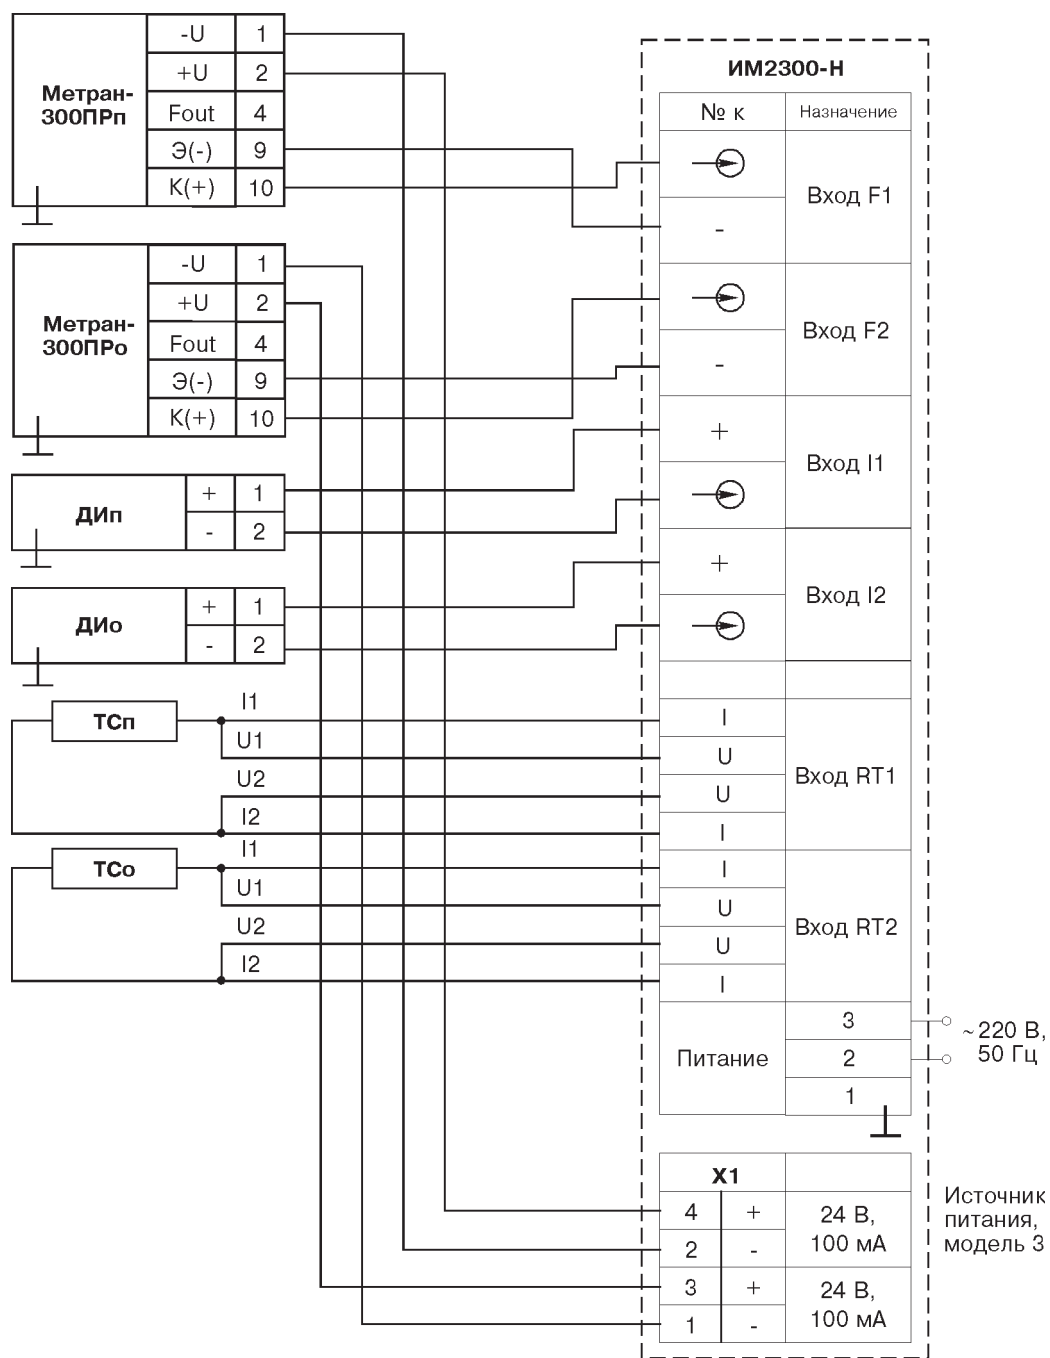 Метран-
300ПРп
-U 1
+U 2
Fout 4
Э(-) 9
К(+) 10
Метран-
300ПРо
-U 1
+U 2
Fout 4
Э(-) 9
К(+) 10
ДИп
+ 1
- 2
ДИо
+ 1
- 2
ТСп
I1
U1
U2
I2
ТСо
I1
U1
U2
I2
ИМ2300-Н
№ к Назначение
Вход F1
-
Вход F2
-
+
Вход I1
+
Вход I2
I
U
Вход RT1
U
I
I
U
Вход RT2
U
I
Питание
3
2
1
~220 В,
50 Гц
X1
4 +
2 -
24 В,
100 мА
3 +
1 -
24 В,
100 мА
Источник
питания,
модель 3